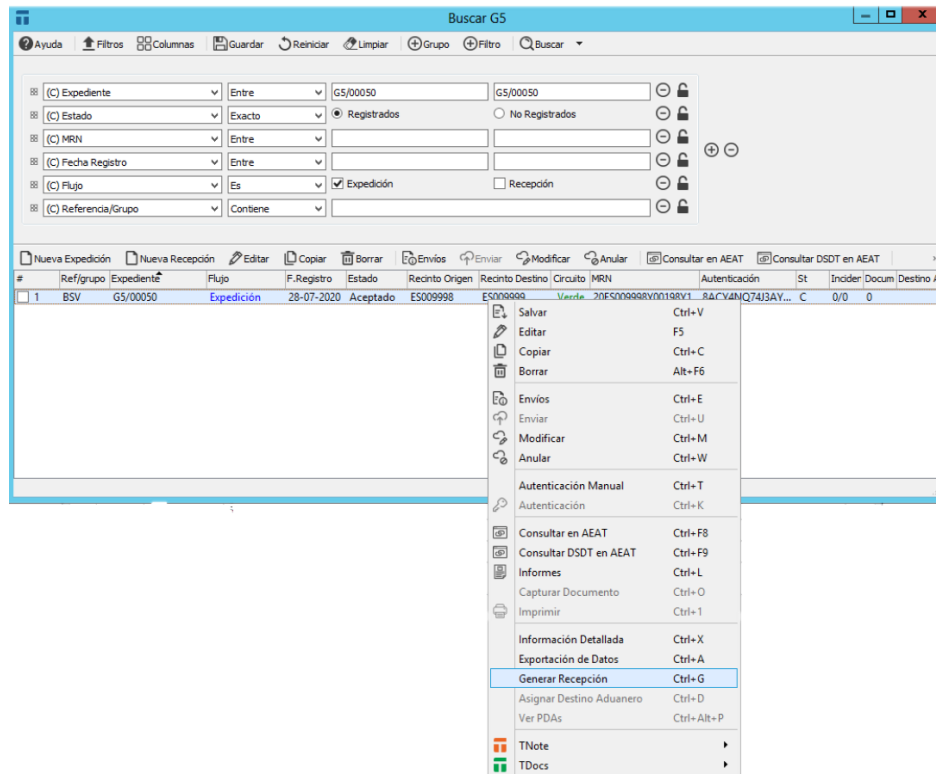 Buscar G5
Ayuda Filtros Columnas Guardar Reiniciar Limpiar Grupo Filtro Buscar
(C) Expediente Entre G5/00050 G5/00050
(C) Estado Exacto Registrados No Registrados
(C) MRN Entre
(C) Fecha Registro Entre
(C) Flujo Es Expedición Recepción
(C) Referencia/Grupo Contiene
Nueva Expedición Nueva Recepción Editar Copiar Borrar Envíos Enviar Modificar Anular Consultar en AEAT Consultar DSDT en AEAT
# Ref/grupo Expediente Flujo F.Registro Estado Recinto Origen Recinto Destino Circuito MRN Autenticación St Incider Docum Destino A
1 BSV G5/00050 Expedición 28-07-2020 Aceptado ES009998 ES009999 Verde 20ES009998Y00198Y1 8ACY4NQ74J3AY... C 0/0 0
Salvar Ctrl+V
Editar F5
Copiar Ctrl+C
Borrar Alt+F6
Envíos Ctrl+E
Enviar Ctrl+U
Modificar Ctrl+M
Anular Ctrl+W
Autenticación Manual Ctrl+T
Autenticación Ctrl+K
Consultar en AEAT Ctrl+F8
Consultar DSDT en AEAT Ctrl+F9
Informes Ctrl+L
Capturar Documento Ctrl+O
Imprimir Ctrl+1
Información Detallada Ctrl+X
Exportación de Datos Ctrl+A
Generar Recepción Ctrl+G
Asignar Destino Aduanero Ctrl+D
Ver PDAs Ctrl+Alt+P
TNote
TDocs